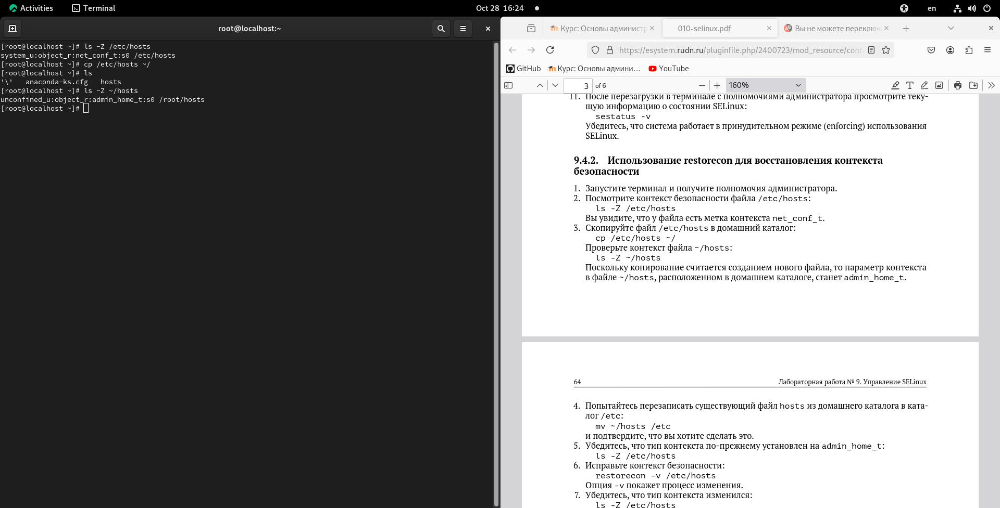 Activities
Terminal
Oct 28 16:24
en
root@localhost:~
[root@localhost ~]# ls -Z /etc/hosts
system_u:object_r:net_conf_t:s0 /etc/hosts
[root@localhost ~]# cp /etc/hosts ~/
[root@localhost ~]# ls
'\'   anaconda-ks.cfg   hosts
[root@localhost ~]# ls -Z ~/hosts
unconfined_u:object_r:admin_home_t:s0 /root/hosts
[root@localhost ~]#
Курс: Основы администр
010-selinux.pdf
Вы не можете переключ
https://esystem.rudn.ru/pluginfile.php/2400723/mod_resource/cont
GitHub
Курс: Основы админи…
YouTube
3 of 6
160%
11. После перезагрузки в терминале с полномочиями администратора просмотрите теку-
щую информацию о состоянии SELinux:
sestatus -v
Убедитесь, что система работает в принудительном режиме (enforcing) использования
SELinux.
9.4.2. Использование restorecon для восстановления контекста
безопасности
1. Запустите терминал и получите полномочия администратора.
2. Посмотрите контекст безопасности файла /etc/hosts:
ls -Z /etc/hosts
Вы увидите, что у файла есть метка контекста net_conf_t.
3. Скопируйте файл /etc/hosts в домашний каталог:
cp /etc/hosts ~/
Проверьте контекст файла ~/hosts:
ls -Z ~/hosts
Поскольку копирование считается созданием нового файла, то параметр контекста
в файле ~/hosts, расположенном в домашнем каталоге, станет admin_home_t.
64
Лабораторная работа № 9. Управление SELinux
4. Попытайтесь перезаписать существующий файл hosts из домашнего каталога в ката-
лог /etc:
mv ~/hosts /etc
и подтвердите, что вы хотите сделать это.
5. Убедитесь, что тип контекста по-прежнему установлен на admin_home_t:
ls -Z /etc/hosts
6. Исправьте контекст безопасности:
restorecon -v /etc/hosts
Опция -v покажет процесс изменения.
7. Убедитесь, что тип контекста изменился:
ls -Z /etc/hosts